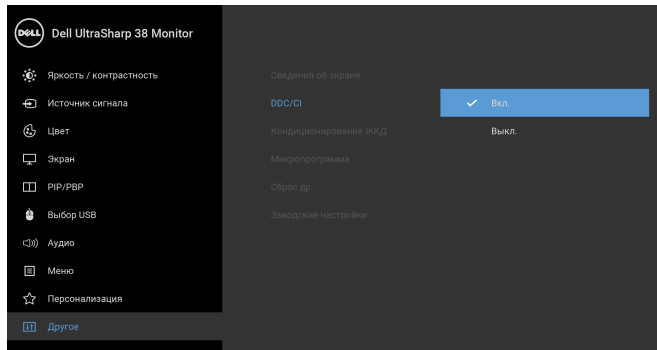 DELL Dell UltraSharp 38 Monitor
Яркость / контрастность
Источник сигнала
Цвет
Экран
PIP/PBP
Выбор USB
Аудио
Меню
Персонализация
Другое
Сведения об экране
DDC/CI
Кондиционирование ЖКД
Микропрограмма
Сброс др.
Заводские настройки
Вкл.
Выкл.